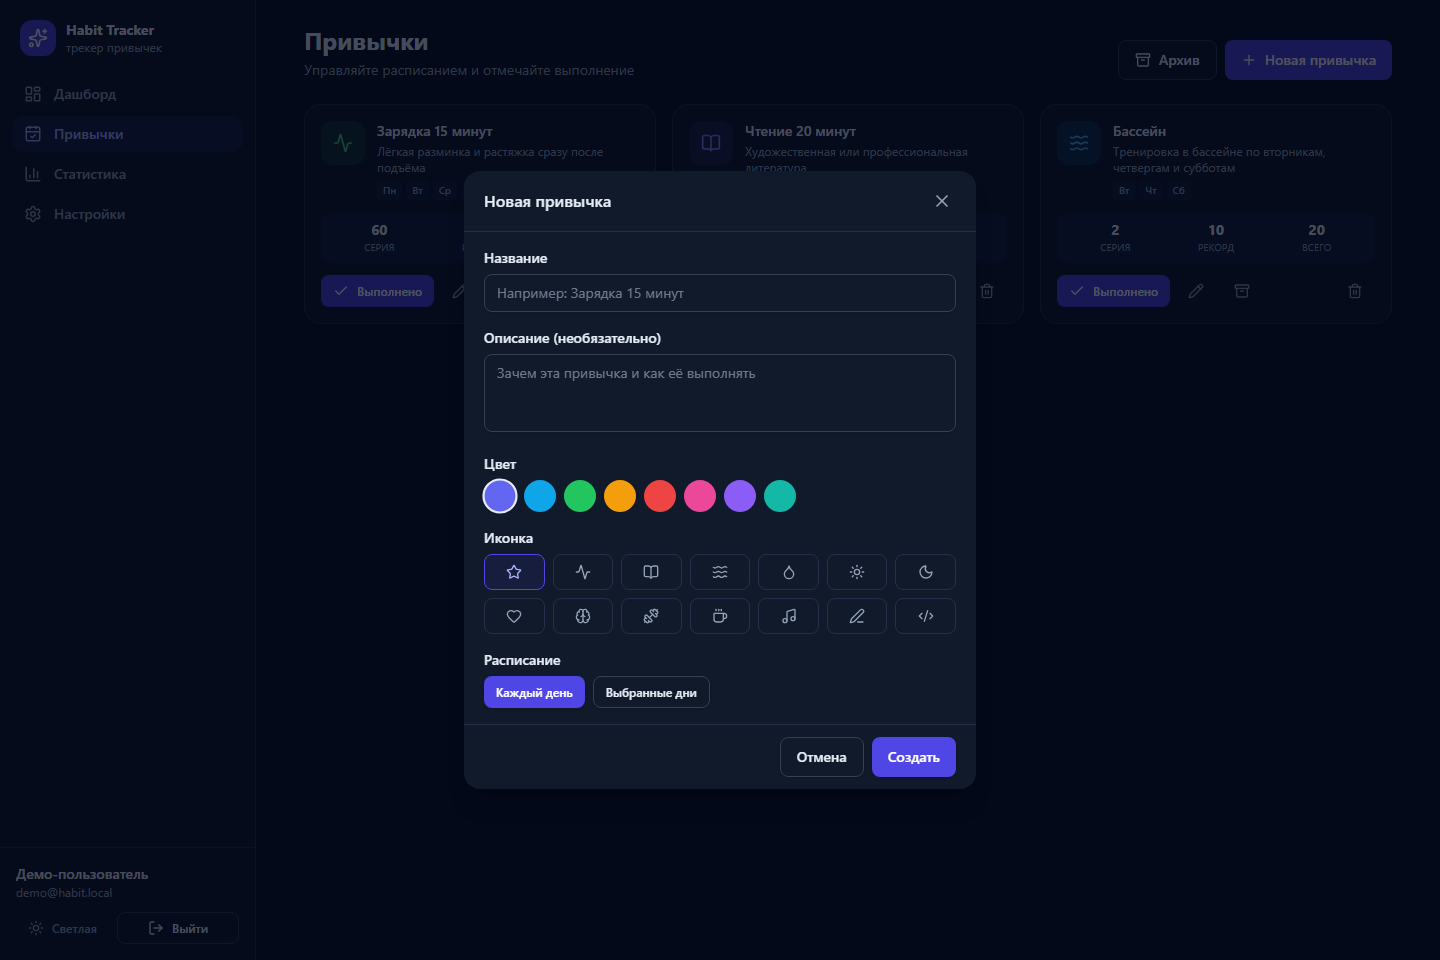 Habit Tracker
трекер привычек
Дашборд
Привычки
Статистика
Настройки
Демо-пользователь
demo@habit.local
Светлая
Выйти
Привычки
Управляйте расписанием и отмечайте выполнение
Архив
Новая привычка
Зарядка 15 минут
Лёгкая разминка и растяжка сразу после
подъёма
Пн Вт Ср
60
СЕРИЯ
Выполнено
Чтение 20 минут
Художественная или профессиональная
литература
Бассейн
Тренировка в бассейне по вторникам,
четвергам и субботам
Вт Чт Сб
2 10 20
СЕРИЯ РЕКОРД ВСЕГО
Выполнено
Новая привычка
Название
Например: Зарядка 15 минут
Описание (необязательно)
Зачем эта привычка и как её выполнять
Цвет
Иконка
Расписание
Каждый день Выбранные дни
Отмена Создать